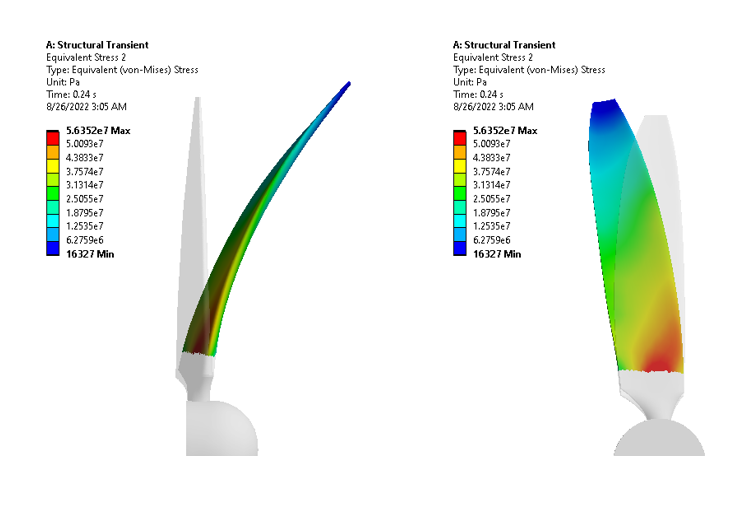 A: Structural Transient
Equivalent Stress 2
Type: Equivalent (von-Mises) Stress
Unit: Pa
Time: 0.24 s
8/26/2022 3:05 AM
5.6352e7 Max
5.0093e7
4.3833e7
3.7574e7
3.1314e7
2.5055e7
1.8795e7
1.2535e7
6.2759e6
16327 Min
A: Structural Transient
Equivalent Stress 2
Type: Equivalent (von-Mises) Stress
Unit: Pa
Time: 0.24 s
8/26/2022 3:05 AM
5.6352e7 Max
5.0093e7
4.3833e7
3.7574e7
3.1314e7
2.5055e7
1.8795e7
1.2535e7
6.2759e6
16327 Min